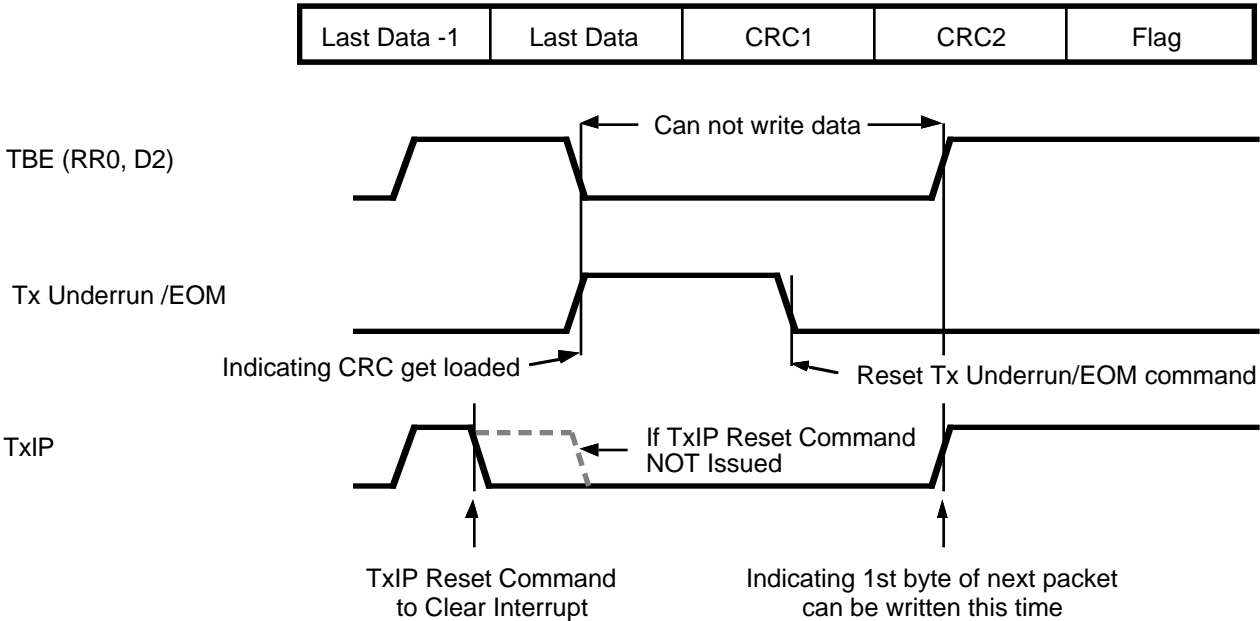 Last Data -1
Last Data
CRC1
CRC2
Flag
Can not write data
TBE (RR0, D2)
Tx Underrun /EOM
Indicating CRC get loaded
Reset Tx Underrun/EOM command
TxIP
If TxIP Reset Command
NOT Issued
TxIP Reset Command
to Clear Interrupt
Indicating 1st byte of next packet
can be written this time